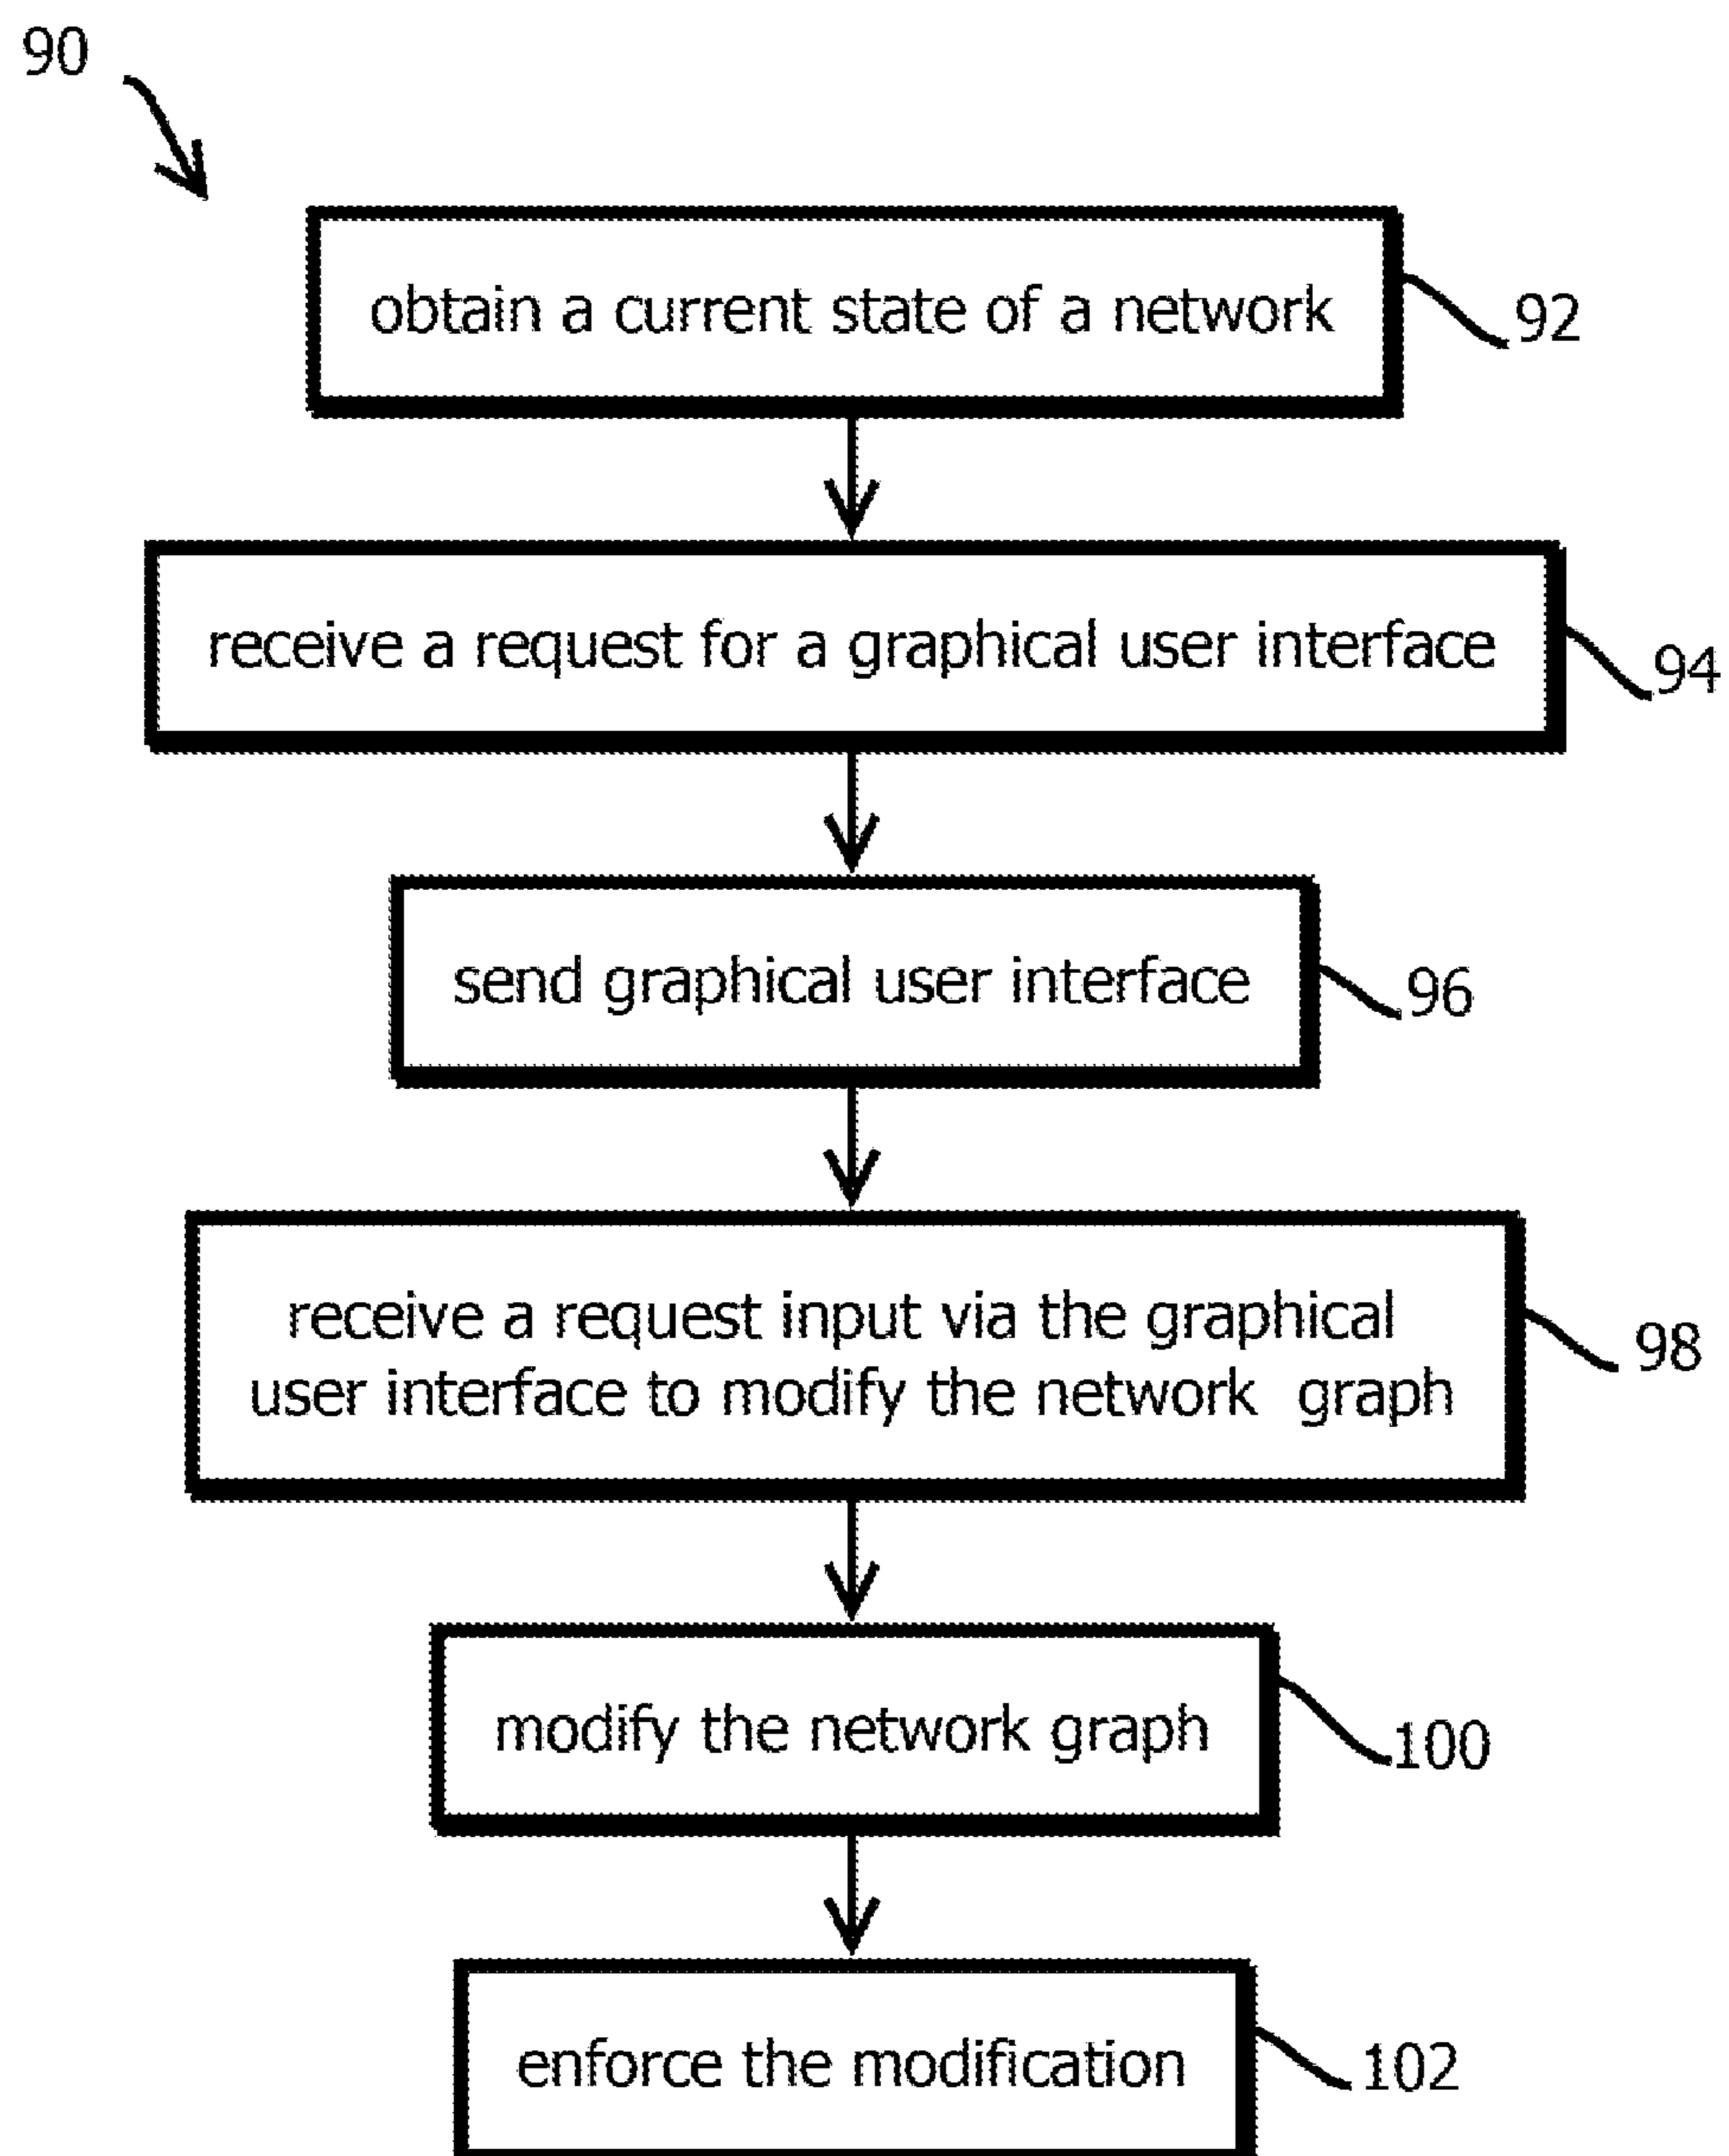 90
obtain a current state of a network
92
receive a request for a graphical user interface
94
send graphical user interface
96
receive a request input via the graphical
user interface to modify the network graph
98
modify the network graph
100
enforce the modification
102